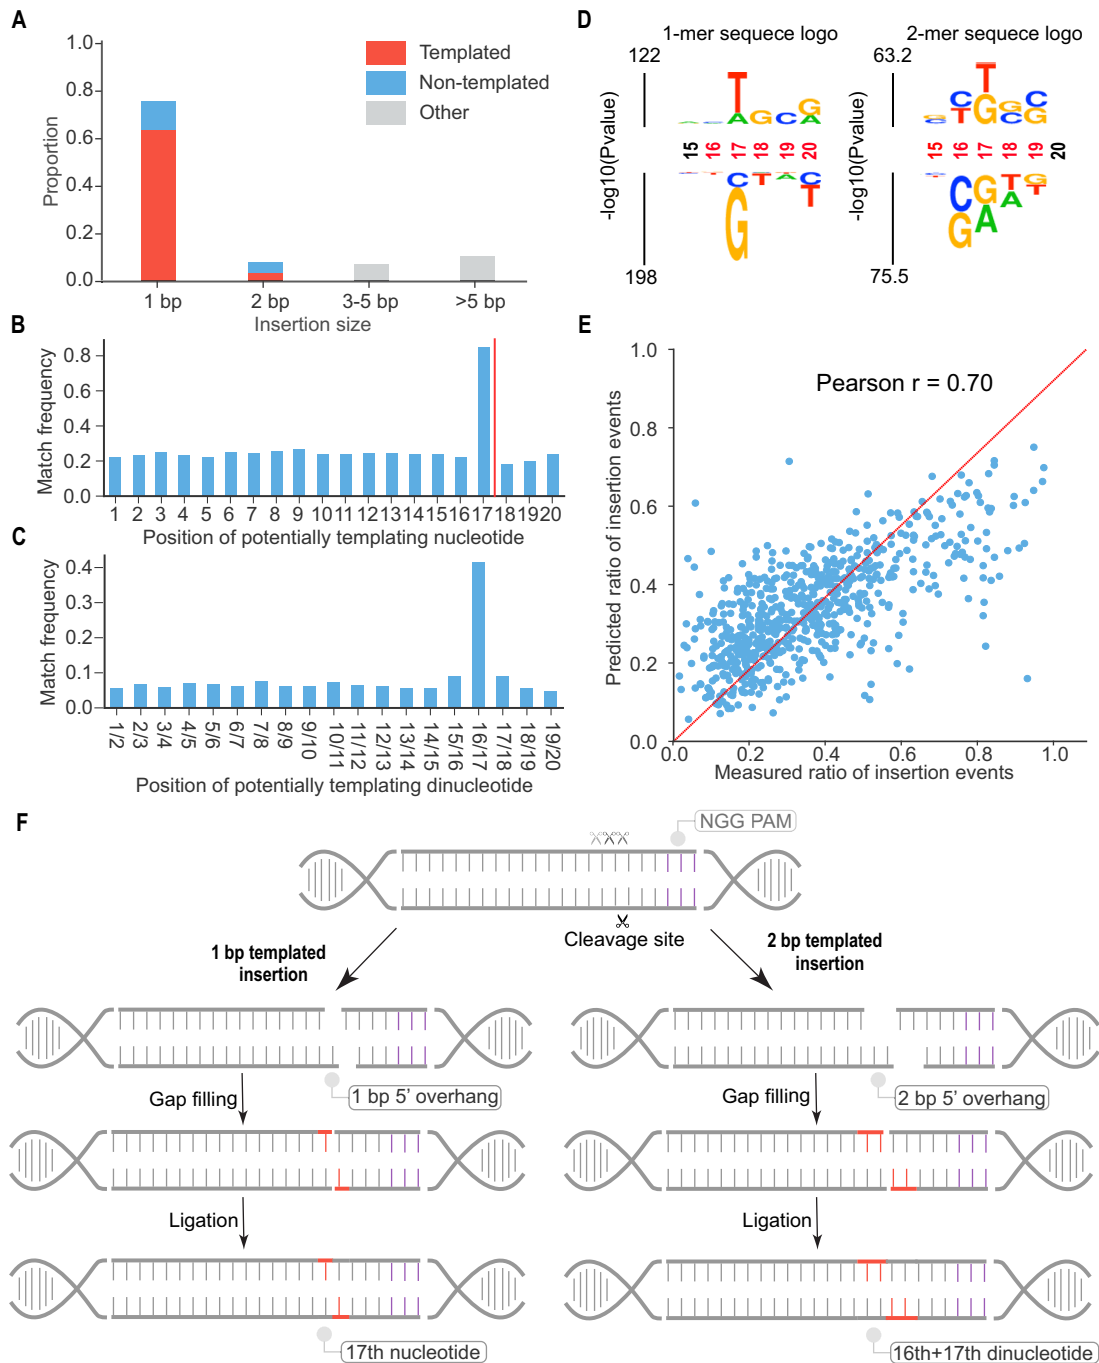 A
1.0
0.8
0.6
0.4
0.2
0.0
Proportion
Templated
Non-templated
Other
1 bp 2 bp 3-5 bp >5 bp
Insertion size
B
0.8
0.6
0.4
0.2
0.0
Match frequency
1 2 3 4 5 6 7 8 9 10 11 12 13 14 15 16 17 18 19 20
Position of potentially templating nucleotide
C
0.4
0.3
0.2
0.1
0.0
Match frequency
1/2 2/3 3/4 4/5 5/6 6/7 7/8 8/9 9/10 10/11 11/12 12/13 13/14 14/15 15/16 16/17 17/18 18/19 19/20
Position of potentially templating dinucleotide
D
1-mer sequece logo
122
-log10(Pvalue)
198
T G
A G C A
15 16 17 18 19 20
C T A C
G T
2-mer sequece logo
63.2
-log10(Pvalue)
75.5
T
C G G C
T C G
15 16 17 18 19 20
C G T G
G A A T
E
Pearson r = 0.70
1.0
0.8
0.6
0.4
0.2
0.0
Predicted ratio of insertion events
0.0 0.2 0.4 0.6 0.8 1.0
Measured ratio of insertion events
F
NGG PAM
Cleavage site
1 bp templated
insertion
2 bp templated
insertion
1 bp 5' overhang
2 bp 5' overhang
Gap filling
Gap filling
Ligation
Ligation
17th nucleotide
16th+17th dinucleotide